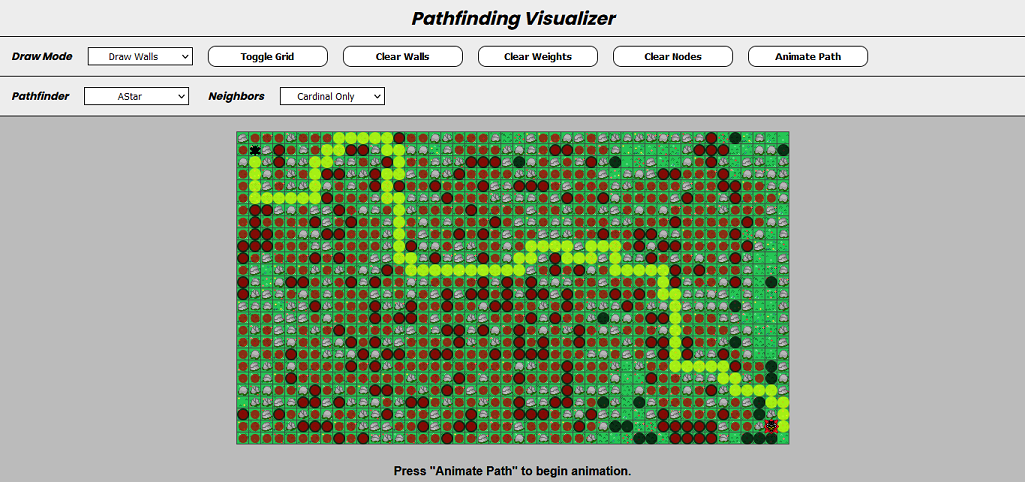 Pathfinding Visualizer
Draw Mode Draw Walls Toggle Grid Clear Walls Clear Weights Clear Nodes Animate Path
Pathfinder AStar Neighbors Cardinal Only
Press "Animate Path" to begin animation.